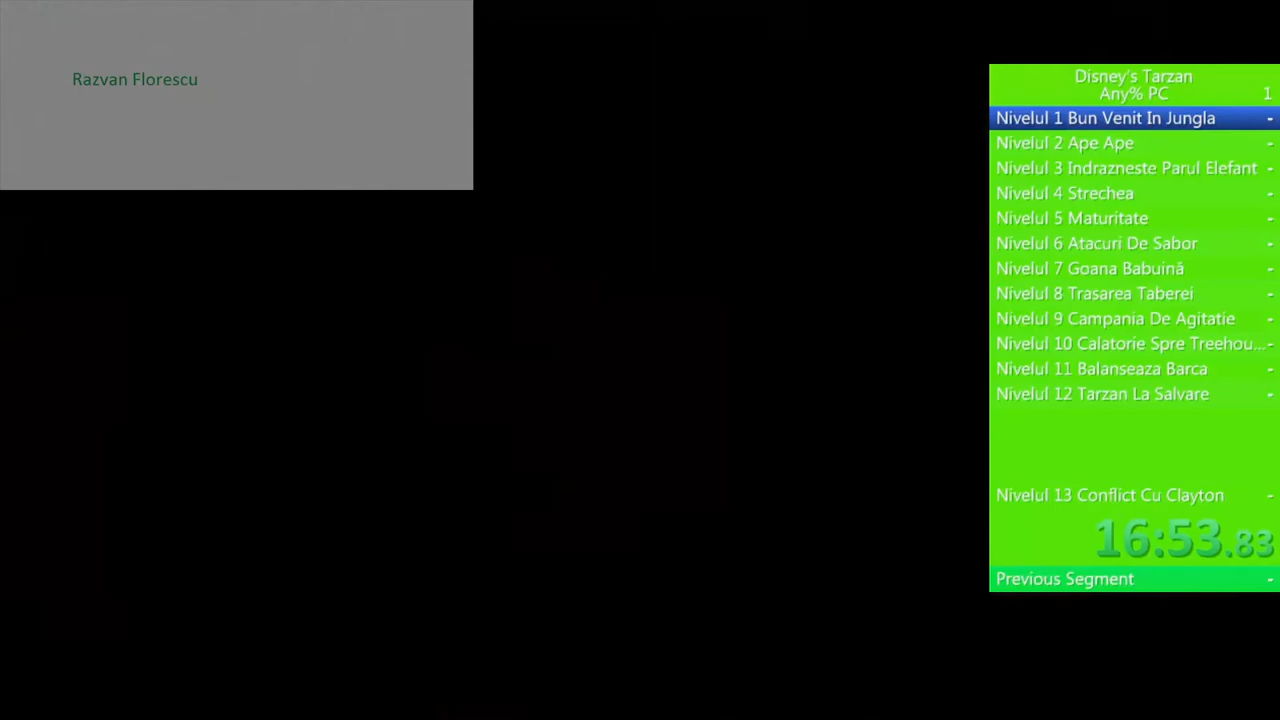 Razvan Florescu
Disney's Tarzan
Any% PC 1
Nivelul 1 Bun Venit In Jungla -
Nivelul 2 Ape Ape -
Nivelul 3 Indrazneste Parul Elefant -
Nivelul 4 Strechea -
Nivelul 5 Maturitate -
Nivelul 6 Atacuri De Sabor -
Nivelul 7 Goana Babuină -
Nivelul 8 Trasarea Taberei -
Nivelul 9 Campania De Agitatie -
Nivelul 10 Calatorie Spre Treehou... -
Nivelul 11 Balanseaza Barca -
Nivelul 12 Tarzan La Salvare -
Nivelul 13 Conflict Cu Clayton -
16:53.83
Previous Segment -